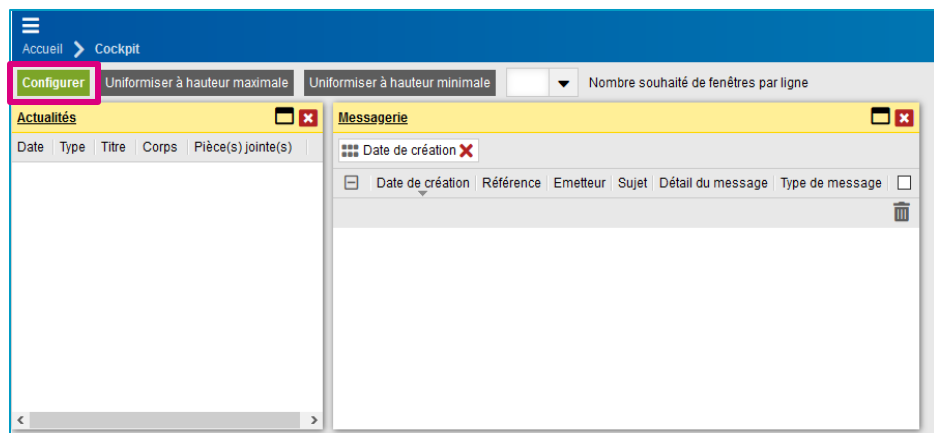 Accueil Cockpit
Configurer Uniformiser à hauteur maximale Uniformiser à hauteur minimale Nombre souhaité de fenêtres par ligne
Actualités
Date Type Titre Corps Pièce(s) jointe(s)
Messagerie
Date de création
Date de création Référence Emetteur Sujet Détail du message Type de message